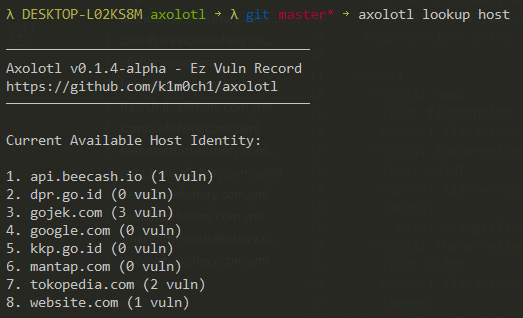 λ DESKTOP-L02KS8M axolotl → λ git master* → axolotl lookup host
Axolotl v0.1.4-alpha - Ez Vuln Record
https://github.com/k1m0ch1/axolotl
Current Available Host Identity:
1. api.beecash.io (1 vuln)
2. dpr.go.id (0 vuln)
3. gojek.com (3 vuln)
4. google.com (0 vuln)
5. kkp.go.id (0 vuln)
6. mantap.com (0 vuln)
7. tokopedia.com (2 vuln)
8. website.com (1 vuln)